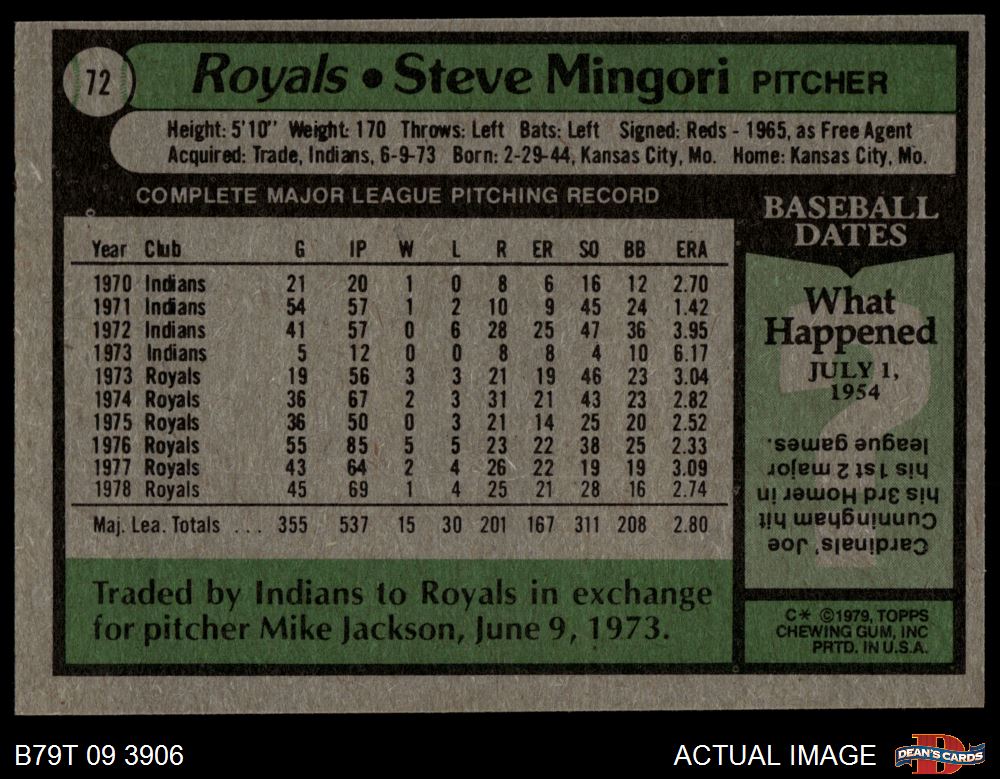 72
Royals • Steve Mingori PITCHER
Height: 5'10" Weight: 170 Throws: Left Bats: Left Signed: Reds - 1965, as Free Agent
Acquired: Trade, Indians, 6-9-73 Born: 2-29-44, Kansas City, Mo. Home: Kansas City, Mo.
COMPLETE MAJOR LEAGUE PITCHING RECORD
Year Club G IP W L R ER SO BB ERA
1970 Indians 21 20 1 0 8 6 16 12 2.70
1971 Indians 54 57 1 2 10 9 45 24 1.42
1972 Indians 41 57 0 6 28 25 47 36 3.95
1973 Indians 5 12 0 0 8 8 4 10 6.17
1973 Royals 19 56 3 3 21 19 46 23 3.04
1974 Royals 36 67 2 3 31 21 43 23 2.82
1975 Royals 36 50 0 3 21 14 25 20 2.52
1976 Royals 55 85 5 5 23 22 38 25 2.33
1977 Royals 43 64 2 4 26 22 19 19 3.09
1978 Royals 45 69 1 4 25 21 28 16 2.74
Maj. Lea. Totals ... 355 537 15 30 201 167 311 208 2.80
Traded by Indians to Royals in exchange
for pitcher Mike Jackson, June 9, 1973.
BASEBALL
DATES
What
Happened
JULY 1,
1954
Cardinals', Joe
Cunningham hit
his 3rd Homer in
his 1st 2 major
league games.
C* ©1979, TOPPS
CHEWING GUM, INC
PRTD. IN U.S.A.
B79T 09 3906
ACTUAL IMAGE
DEAN'S CARDS